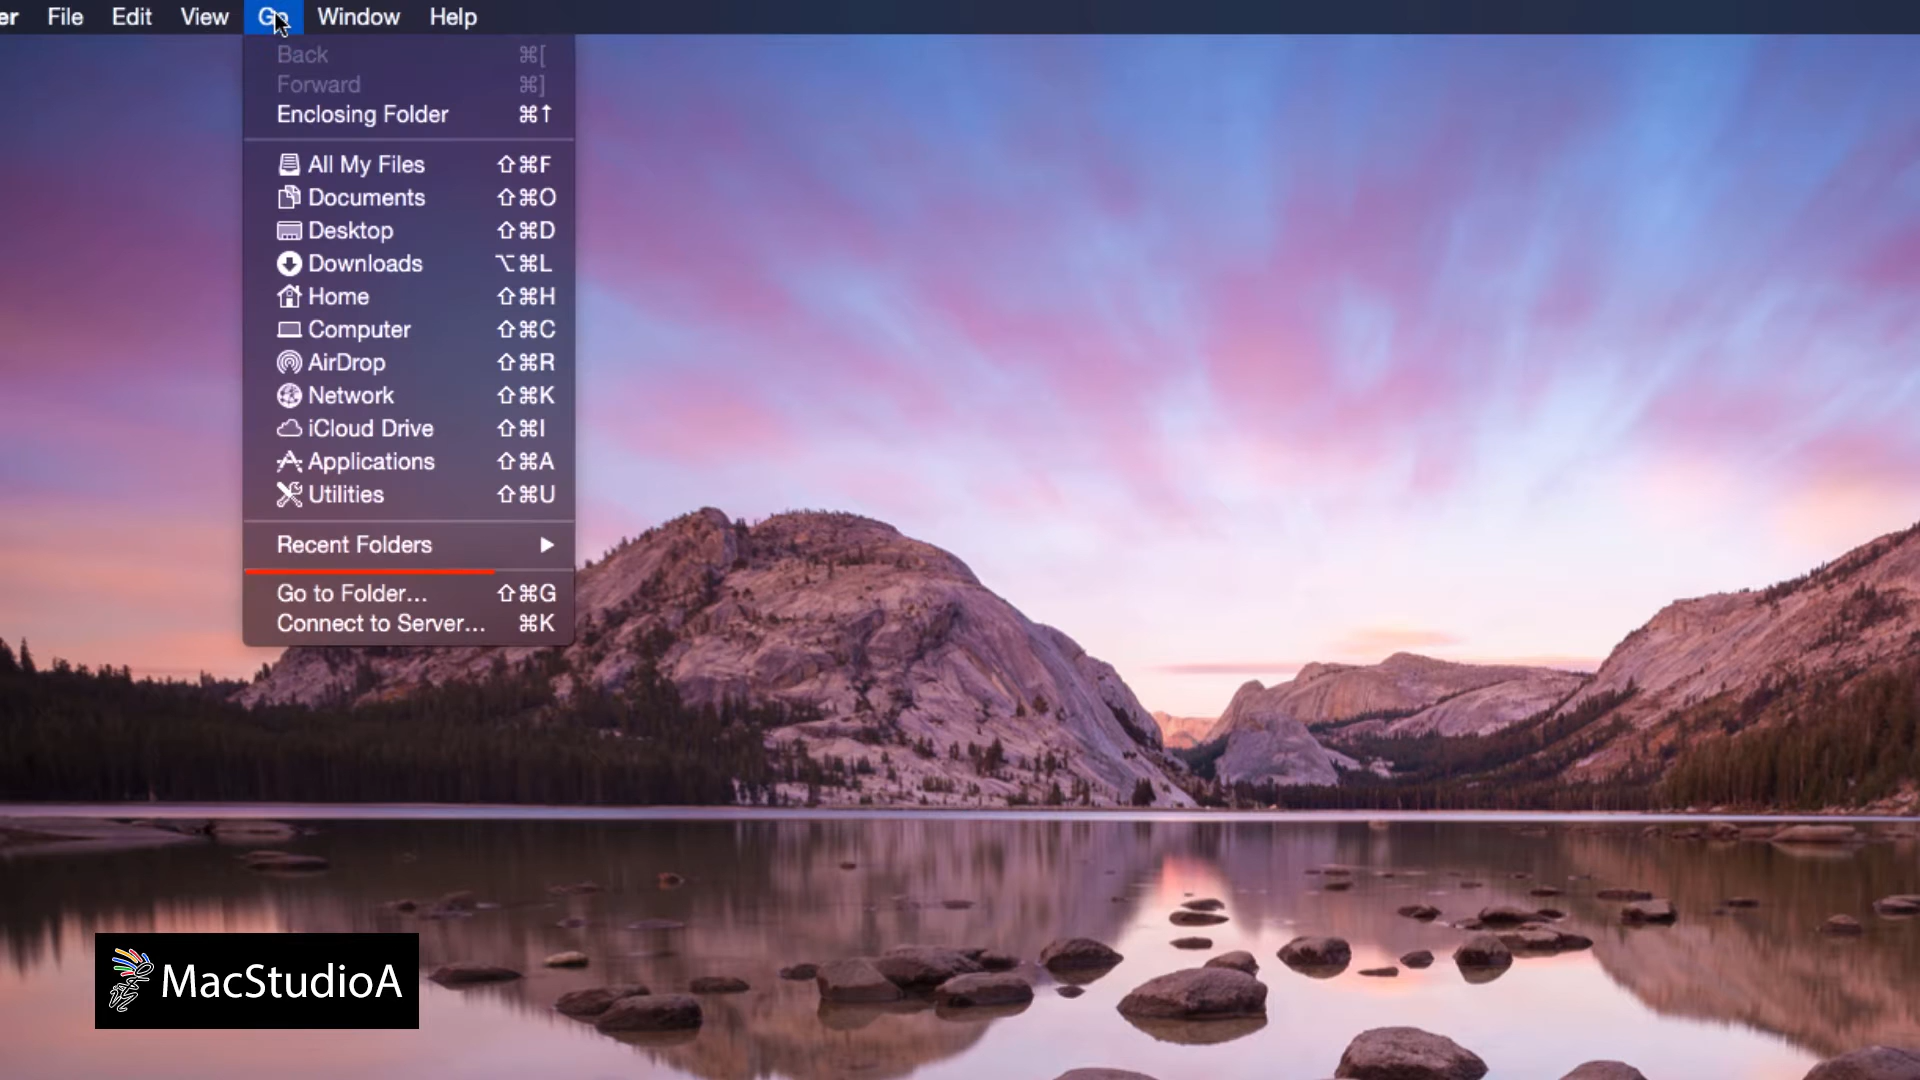 er File Edit View Go Window Help
Back ⌘[
Forward ⌘]
Enclosing Folder ⌘↑
All My Files ⇧⌘F
Documents ⇧⌘O
Desktop ⇧⌘D
Downloads ⌥⌘L
Home ⇧⌘H
Computer ⇧⌘C
AirDrop ⇧⌘R
Network ⇧⌘K
iCloud Drive ⇧⌘I
Applications ⇧⌘A
Utilities ⇧⌘U
Recent Folders ▶
Go to Folder... ⇧⌘G
Connect to Server... ⌘K
MacStudioA